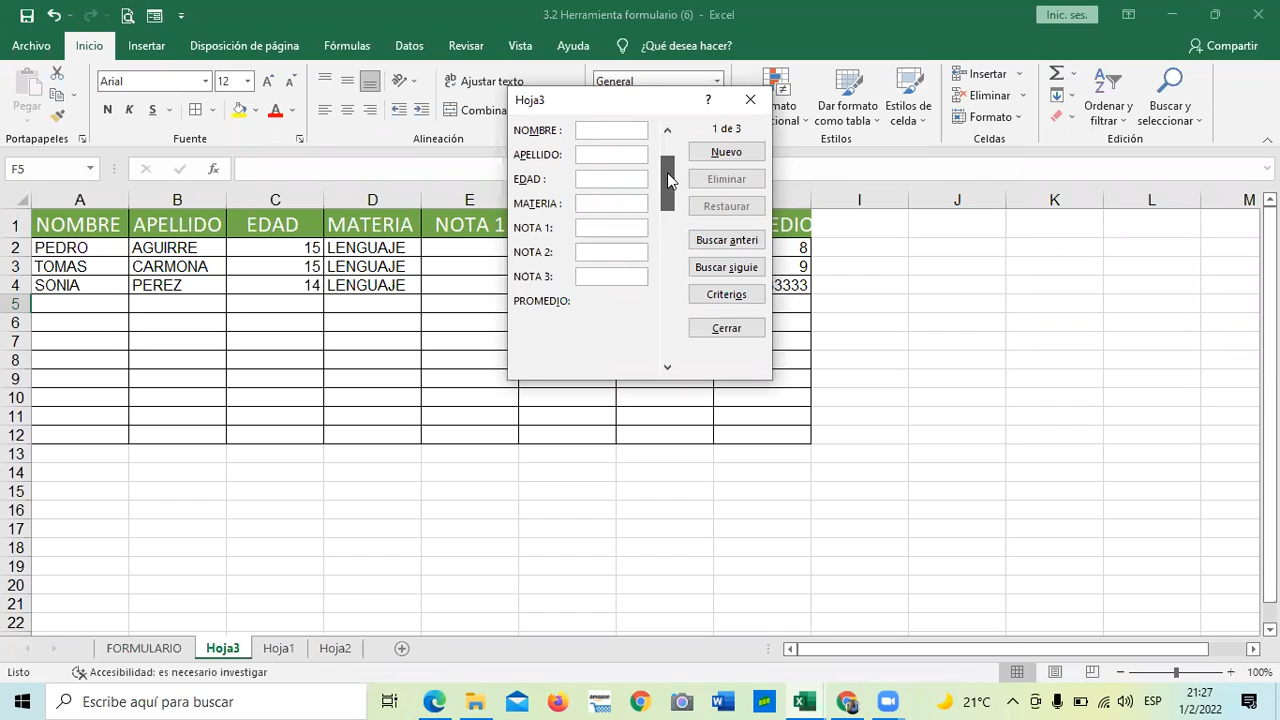 3.2 Herramienta formulario (6) - Excel
Inic. ses.
Archivo Inicio Insertar Disposición de página Fórmulas Datos Revisar Vista Ayuda ¿Qué desea hacer? Compartir
Pegar
Arial 12
N K S
Ajustar texto
Combina
General
Dar formato
como tabla
Estilos de
celda
Insertar
Eliminar
Formato
Ordenar y
filtrar
Buscar y
seleccionar
Portapapeles Fuente Alineación Estilos Celdas Edición
F5
fx
Hoja3
?
NOMBRE :
APELLIDO:
EDAD :
MATERIA :
NOTA 1:
NOTA 2:
NOTA 3:
PROMEDIO:
1 de 3
Nuevo
Eliminar
Restaurar
Buscar anteri
Buscar siguie
Criterios
Cerrar
A B C D E I J K L M
1 NOMBRE APELLIDO EDAD MATERIA NOTA 1 EDIO
2 PEDRO AGUIRRE 15 LENGUAJE 8
3 TOMAS CARMONA 15 LENGUAJE 9
4 SONIA PEREZ 14 LENGUAJE 33333
5
6
7
8
9
10
11
12
13
14
15
16
17
18
19
20
21
22
FORMULARIO Hoja3 Hoja1 Hoja2
Listo Accesibilidad: es necesario investigar 100%
Escribe aquí para buscar
21°C
ESP
21:27
1/2/2022